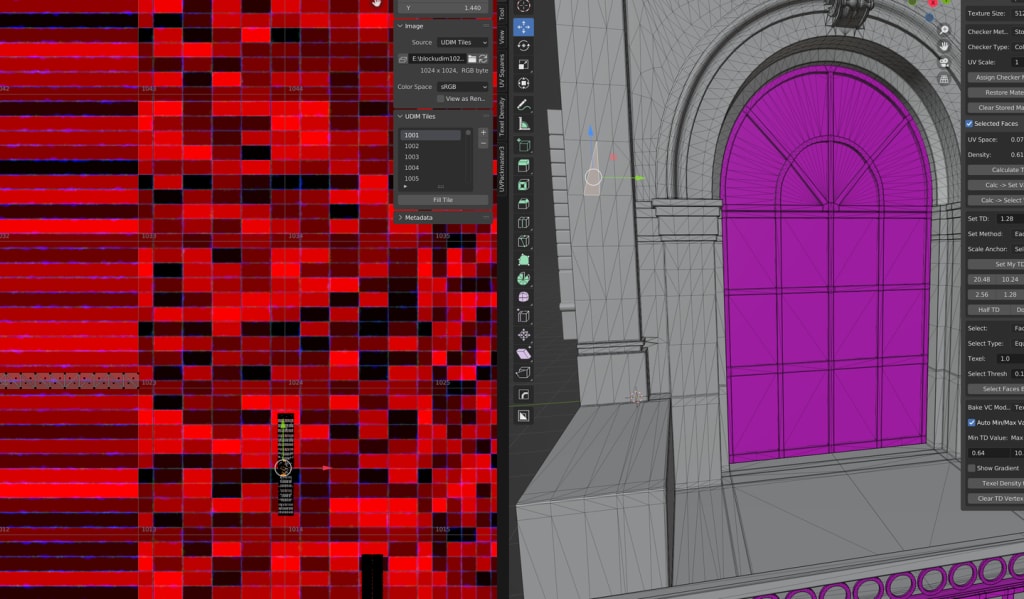 Y 1.440
Image
Source UDIM Tiles
E:\blockudim102...
1024 x 1024, RGB byte
Color Space sRGB
View as Ren...
UDIM Tiles
1001
1002
1003
1004
1005
Fill Tile
Metadata
Tool
View
UV Squares
Texel Density
UVPackmaster3
1042
1043
1044
1032
1033
1034
1035
1023
1024
1025
1012
1013
1014
1015
Texture Size: 512
Checker Met... Sto
Checker Type: Col
UV Scale: 1
Assign Checker M
Restore Mate
Clear Stored Ma
Selected Faces
UV Space: 0.07
Density: 0.61
Calculate T
Calc -> Set V
Calc -> Select
Set TD: 1.28
Set Method: Eac
Scale Anchor: Sel
Set My TD
20.48 10.24
2.56 1.28
Half TD Do
Select: Fac
Select Type: Equ
Texel: 1.0
Select Thresh 0.1
Select Faces B
Bake VC Mod... Tex
Auto Min/Max Va
Min TD Value: Max
0.64 10.
Show Gradient
Texel Density t
Clear TD Vertex